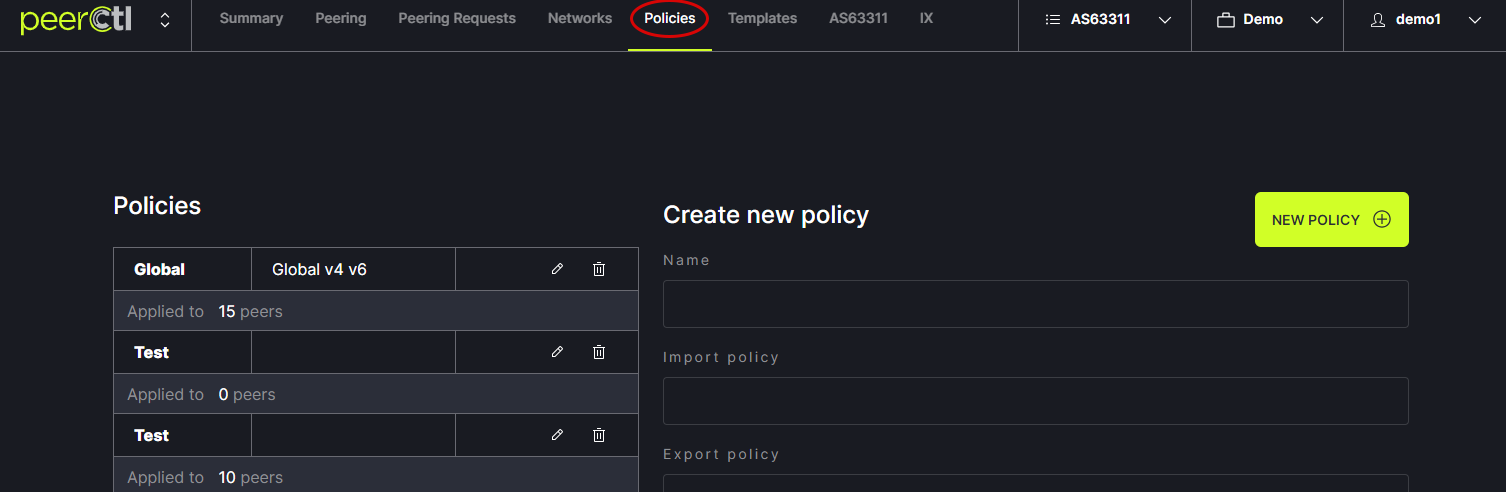 peerCtl Summary Peering Peering Requests Networks Policies Templates AS63311 IX AS63311 Demo demo1
Policies
Create new policy
NEW POLICY
Name
Global Global v4 v6
Applied to 15 peers
Test
Import policy
Applied to 0 peers
Test
Export policy
Applied to 10 peers